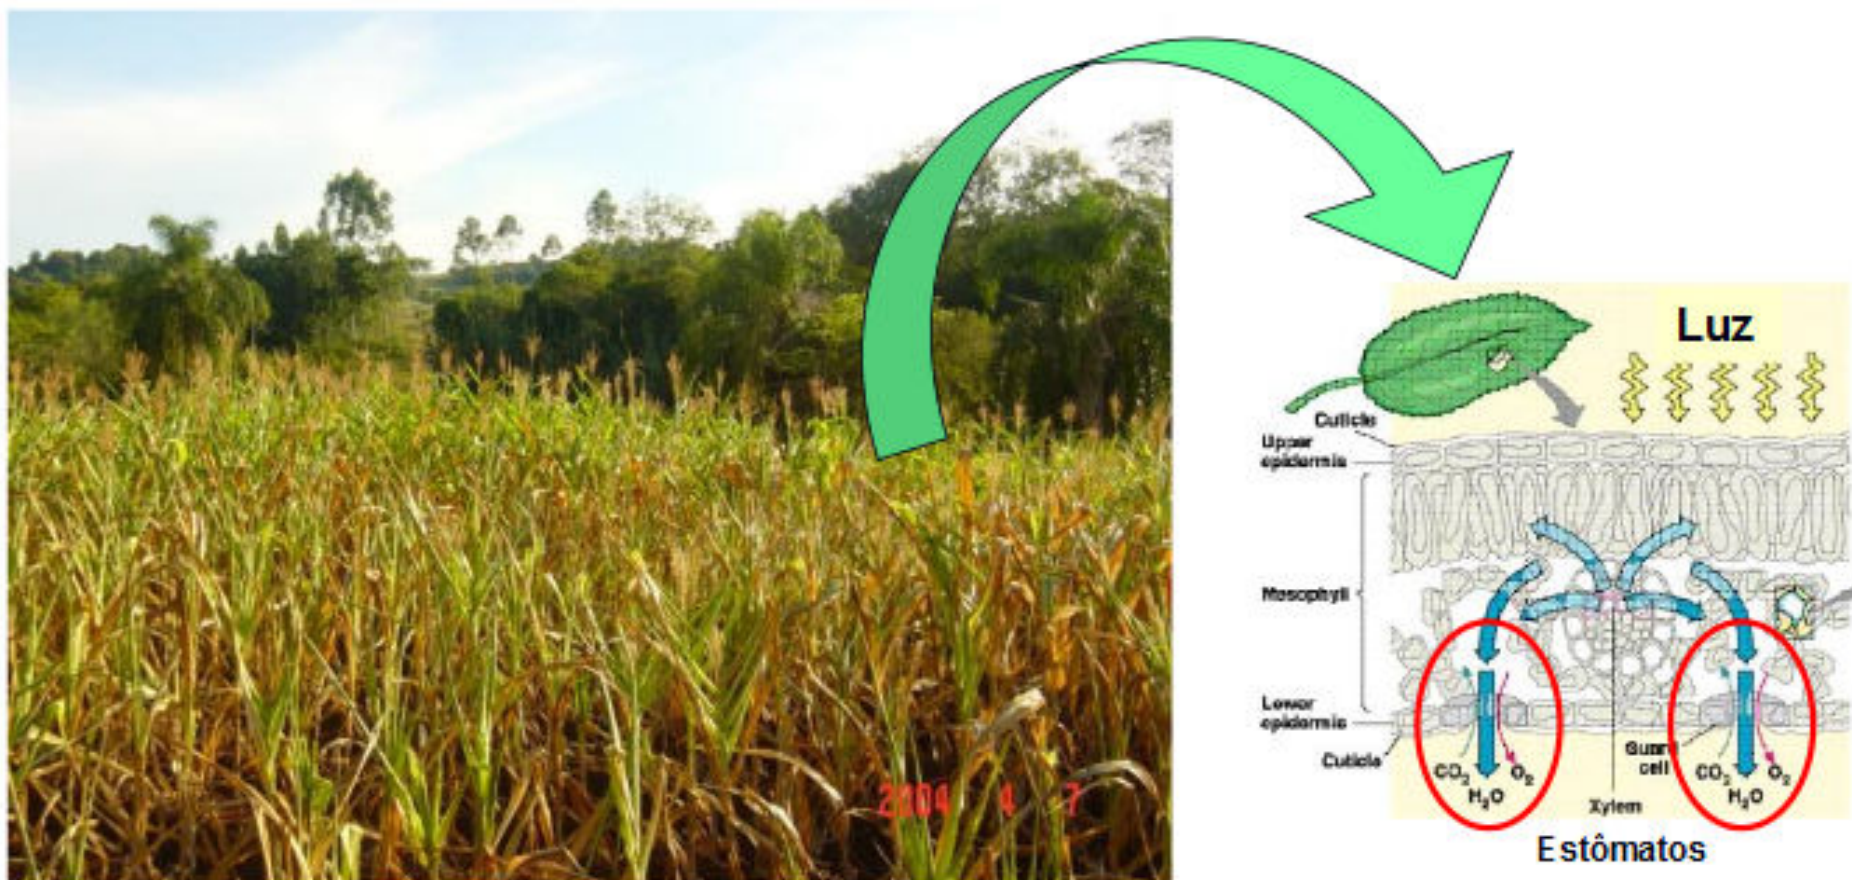 Luz
Cuticle
Upper
epidermis
Mesophyll
Lower
epidermis
Cuticle
Guard
cell
CO2
O2
H2O
CO2
O2
H2O
Xylem
2004 4 7
Estômatos